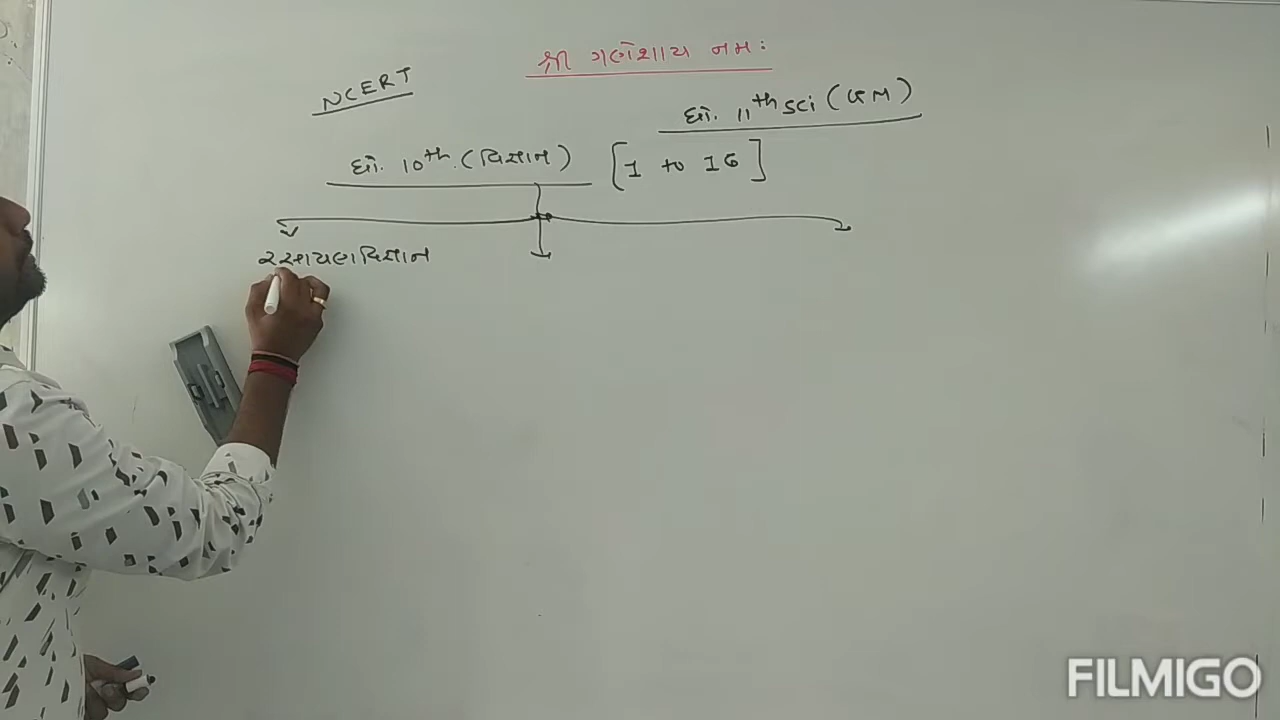 શ્રી ગણેશાય નમઃ
NCERT
ધો. 11th sci (GM)
ધો. 10th. (વિજ્ઞાન) [1 to 16]
રસાયણવિજ્ઞાન
FILMIGO